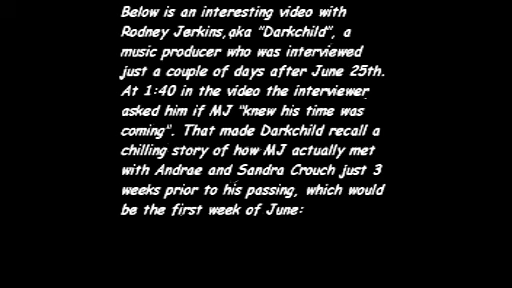 Below is an interesting video with
Rodney Jerkins,aka "Darkchild", a
music producer who was interviewed
just a couple of days after June 25th.
At 1:40 in the video the interviewer
asked him if MJ "knew his time was
coming". That made Darkchild recall a
chilling story of how MJ actually met
with Andrae and Sandra Crouch just 3
weeks prior to his passing, which would
be the first week of June: